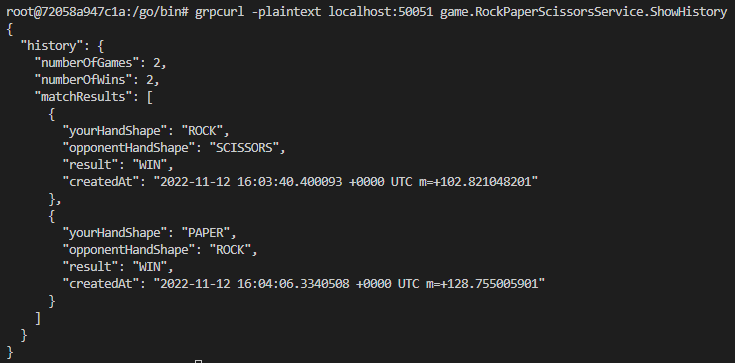 root@72058a947c1a:/go/bin# grpcurl -plaintext localhost:50051 game.RockPaperScissorsService.ShowHistory
{
  "history": {
    "numberOfGames": 2,
    "numberOfWins": 2,
    "matchResults": [
      {
        "yourHandShape": "ROCK",
        "opponentHandShape": "SCISSORS",
        "result": "WIN",
        "createdAt": "2022-11-12 16:03:40.400093 +0000 UTC m=+102.821048201"
      },
      {
        "yourHandShape": "PAPER",
        "opponentHandShape": "ROCK",
        "result": "WIN",
        "createdAt": "2022-11-12 16:04:06.3340508 +0000 UTC m=+128.755005901"
      }
    ]
  }
}